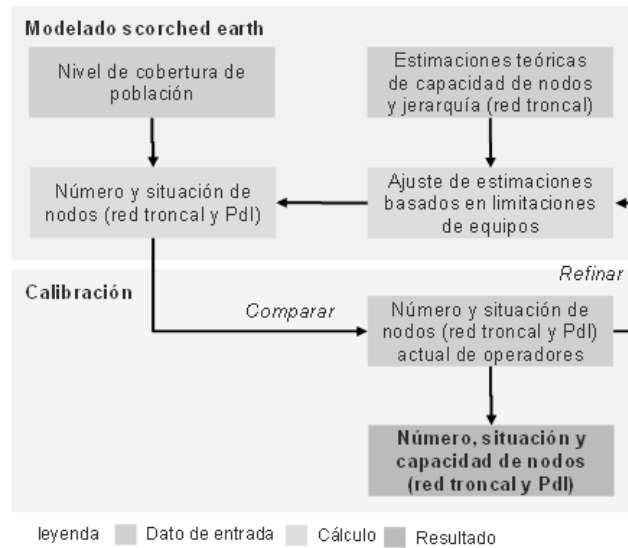 Modelado scorched earth
Nivel de cobertura de
población
Estimaciones teóricas
de capacidad de nodos
y jerarquía (red troncal)
Número y situación de
nodos (red troncal y PdI)
Ajuste de estimaciones
basados en limitaciones
de equipos
Refinar
Calibración
Comparar
Número y situación de
nodos (red troncal y PdI)
actual de operadores
Número, situación y
capacidad de nodos
(red troncal y PdI)
leyenda Dato de entrada Cálculo Resultado